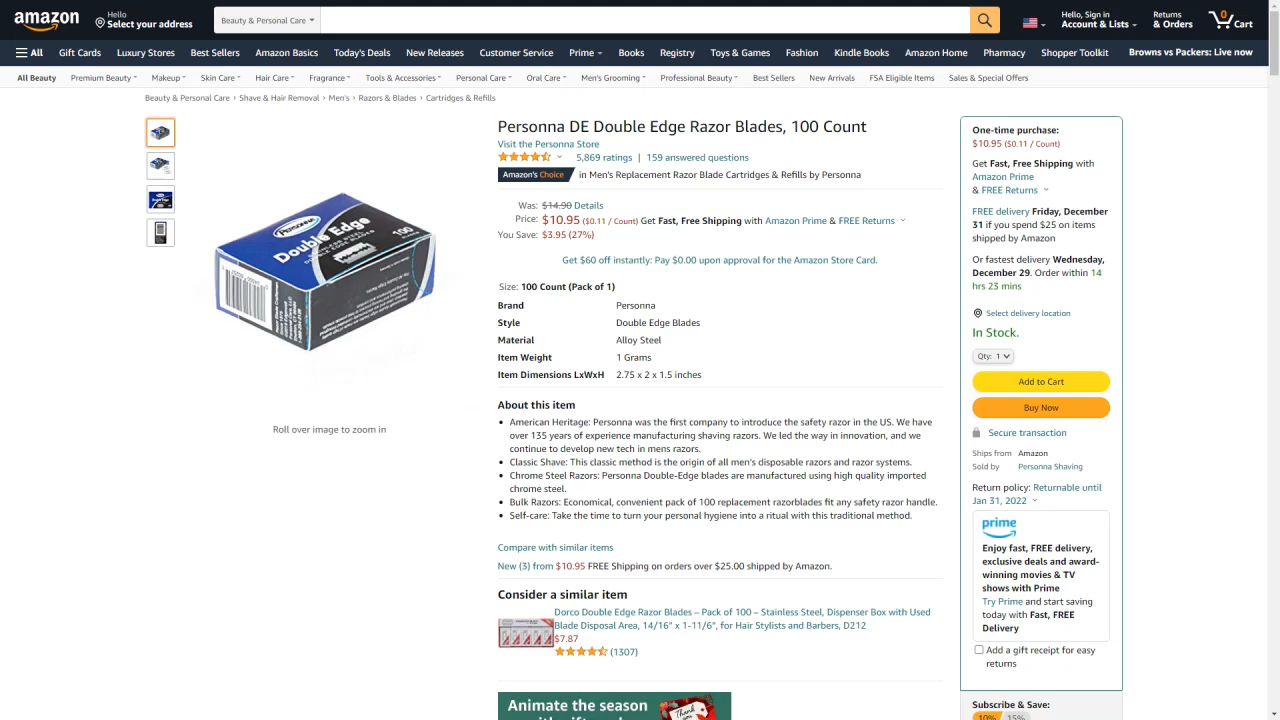 amazon
Hello
Select your address
Beauty & Personal Care
Hello, Sign in
Account & Lists
Returns
& Orders
0
Cart
All
Gift Cards
Luxury Stores
Best Sellers
Amazon Basics
Today's Deals
New Releases
Customer Service
Prime
Books
Registry
Toys & Games
Fashion
Kindle Books
Amazon Home
Pharmacy
Shopper Toolkit
Browns vs Packers: Live now
All Beauty
Premium Beauty
Makeup
Skin Care
Hair Care
Fragrance
Tools & Accessories
Personal Care
Oral Care
Men's Grooming
Professional Beauty
Best Sellers
New Arrivals
FSA Eligible Items
Sales & Special Offers
Beauty & Personal Care › Shave & Hair Removal › Men's › Razors & Blades › Cartridges & Refills
PERSONNA
Double Edge
100
Roll over image to zoom in
Personna DE Double Edge Razor Blades, 100 Count
Visit the Personna Store
5,869 ratings | 159 answered questions
Amazon's Choice in Men's Replacement Razor Blade Cartridges & Refills by Personna
Was: $14.90 Details
Price: $10.95 ($0.11 / Count) Get Fast, Free Shipping with Amazon Prime & FREE Returns
You Save: $3.95 (27%)
Get $60 off instantly: Pay $0.00 upon approval for the Amazon Store Card.
Size: 100 Count (Pack of 1)
Brand Personna
Style Double Edge Blades
Material Alloy Steel
Item Weight 1 Grams
Item Dimensions LxWxH 2.75 x 2 x 1.5 inches
About this item
• American Heritage: Personna was the first company to introduce the safety razor in the US. We have
over 135 years of experience manufacturing shaving razors. We led the way in innovation, and we
continue to develop new tech in mens razors.
• Classic Shave: This classic method is the origin of all men's disposable razors and razor systems.
• Chrome Steel Razors: Personna Double-Edge blades are manufactured using high quality imported
chrome steel.
• Bulk Razors: Economical, convenient pack of 100 replacement razorblades fit any safety razor handle.
• Self-care: Take the time to turn your personal hygiene into a ritual with this traditional method.
Compare with similar items
New (3) from $10.95 FREE Shipping on orders over $25.00 shipped by Amazon.
Consider a similar item
Dorco Double Edge Razor Blades – Pack of 100 – Stainless Steel, Dispenser Box with Used
Blade Disposal Area, 14/16" x 1-11/6", for Hair Stylists and Barbers, D212
$7.87
(1307)
Animate the season
Thank you
One-time purchase:
$10.95 ($0.11 / Count)
Get Fast, Free Shipping with
Amazon Prime
& FREE Returns
FREE delivery Friday, December
31 if you spend $25 on items
shipped by Amazon
Or fastest delivery Wednesday,
December 29. Order within 14
hrs 23 mins
Select delivery location
In Stock.
Qty: 1
Add to Cart
Buy Now
Secure transaction
Ships from Amazon
Sold by Personna Shaving
Return policy: Returnable until
Jan 31, 2022
prime
Enjoy fast, FREE delivery,
exclusive deals and award-
winning movies & TV
shows with Prime
Try Prime and start saving
today with Fast, FREE
Delivery
Add a gift receipt for easy
returns
Subscribe & Save:
10% 15%